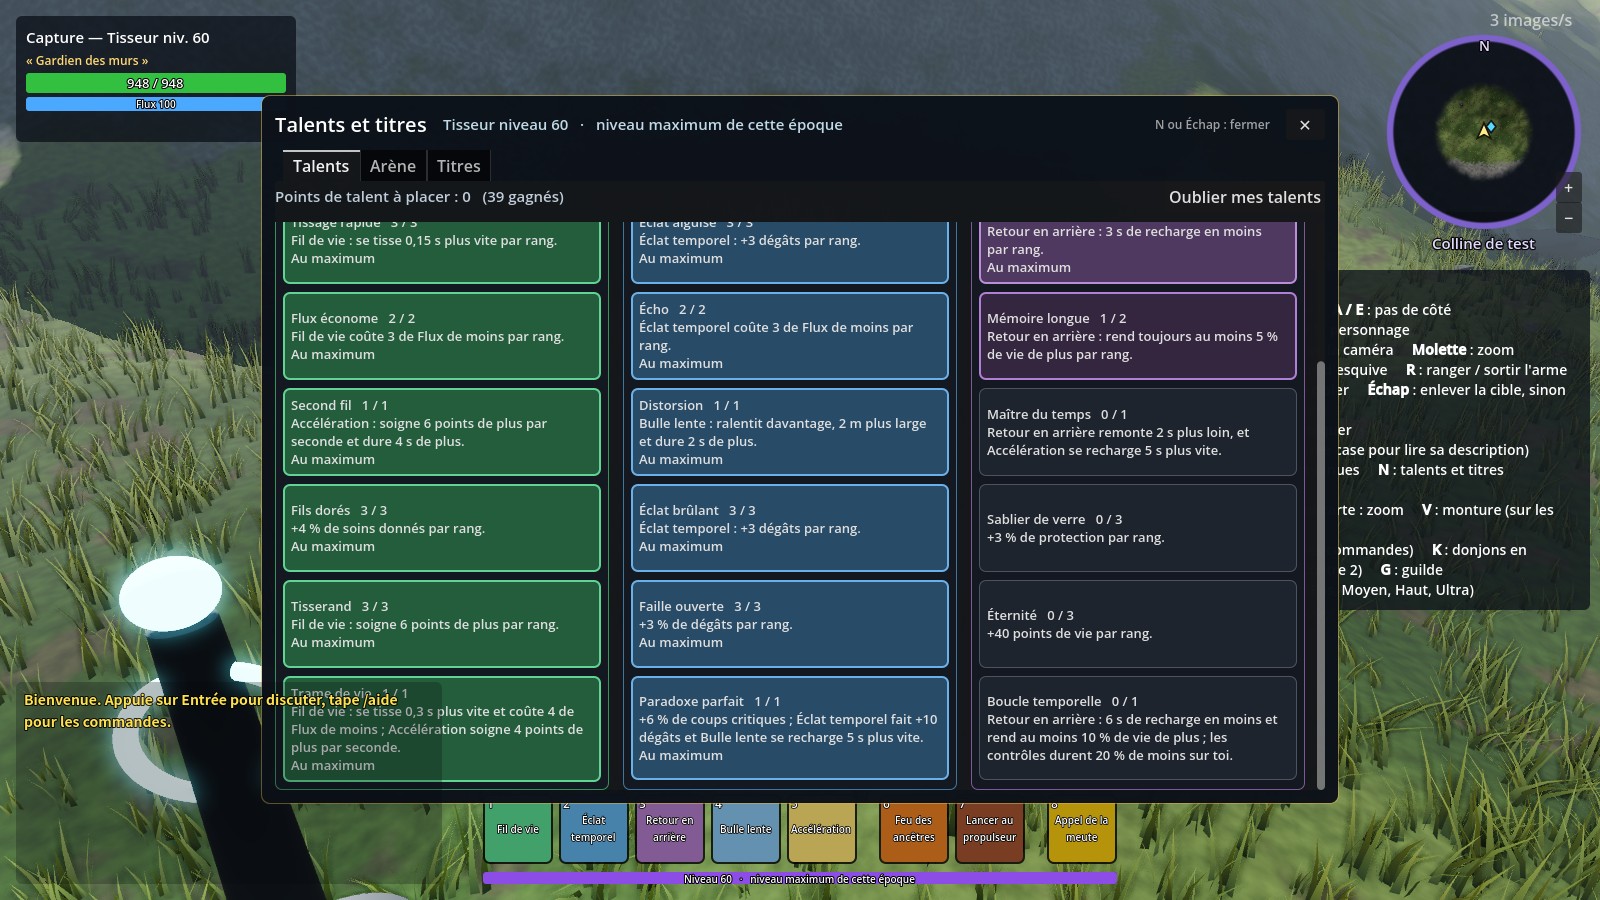 3 images/s
Capture — Tisseur niv. 60
« Gardien des murs »
948 / 948
Flux 100
N
Colline de test
Talents et titres Tisseur niveau 60 · niveau maximum de cette époque
N ou Échap : fermer ×
Talents Arène Titres
Points de talent à placer : 0 (39 gagnés)
Oublier mes talents
Tissage rapide 3 / 3
Fil de vie : se tisse 0,15 s plus vite par rang.
Au maximum
Flux économe 2 / 2
Fil de vie coûte 3 de Flux de moins par rang.
Au maximum
Second fil 1 / 1
Accélération : soigne 6 points de plus par
seconde et dure 4 s de plus.
Au maximum
Fils dorés 3 / 3
+4 % de soins donnés par rang.
Au maximum
Tisserand 3 / 3
Fil de vie : soigne 6 points de plus par rang.
Au maximum
Trame de vie 1 / 1
Fil de vie : se tisse 0,3 s plus vite et coûte 4 de
Flux de moins ; Accélération soigne 4 points de
plus par seconde.
Au maximum
Éclat aiguisé 3 / 3
Éclat temporel : +3 dégâts par rang.
Au maximum
Écho 2 / 2
Éclat temporel coûte 3 de Flux de moins par
rang.
Au maximum
Distorsion 1 / 1
Bulle lente : ralentit davantage, 2 m plus large
et dure 2 s de plus.
Au maximum
Éclat brûlant 3 / 3
Éclat temporel : +3 dégâts par rang.
Au maximum
Faille ouverte 3 / 3
+3 % de dégâts par rang.
Au maximum
Paradoxe parfait 1 / 1
+6 % de coups critiques ; Éclat temporel fait +10
dégâts et Bulle lente se recharge 5 s plus vite.
Au maximum
Retour en arrière : 3 s de recharge en moins
par rang.
Au maximum
Mémoire longue 1 / 2
Retour en arrière : rend toujours au moins 5 %
de vie de plus par rang.
Maître du temps 0 / 1
Retour en arrière remonte 2 s plus loin, et
Accélération se recharge 5 s plus vite.
Sablier de verre 0 / 3
+3 % de protection par rang.
Éternité 0 / 3
+40 points de vie par rang.
Boucle temporelle 0 / 1
Retour en arrière : 6 s de recharge en moins et
rend au moins 10 % de vie de plus ; les
contrôles durent 20 % de moins sur toi.
+
−
/ E : pas de côté
ersonnage
caméra Molette : zoom
esquive R : ranger / sortir l'arme
er Échap : enlever la cible, sinon
er
case pour lire sa description)
ues N : talents et titres
rte : zoom V : monture (sur les
ommandes) K : donjons en
e 2) G : guilde
Moyen, Haut, Ultra)
Bienvenue. Appuie sur Entrée pour discuter, tape /aide
pour les commandes.
1 Fil de vie
2 Éclat
temporel
3 Retour en
arrière
4 Bulle lente
5 Accélération
6 Feu des
ancêtres
7 Lancer au
propulseur
8 Appel de la
meute
Niveau 60 · niveau maximum de cette époque